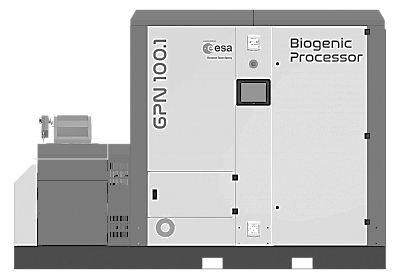 GPN 100.1
esa
Biogenic
Processor